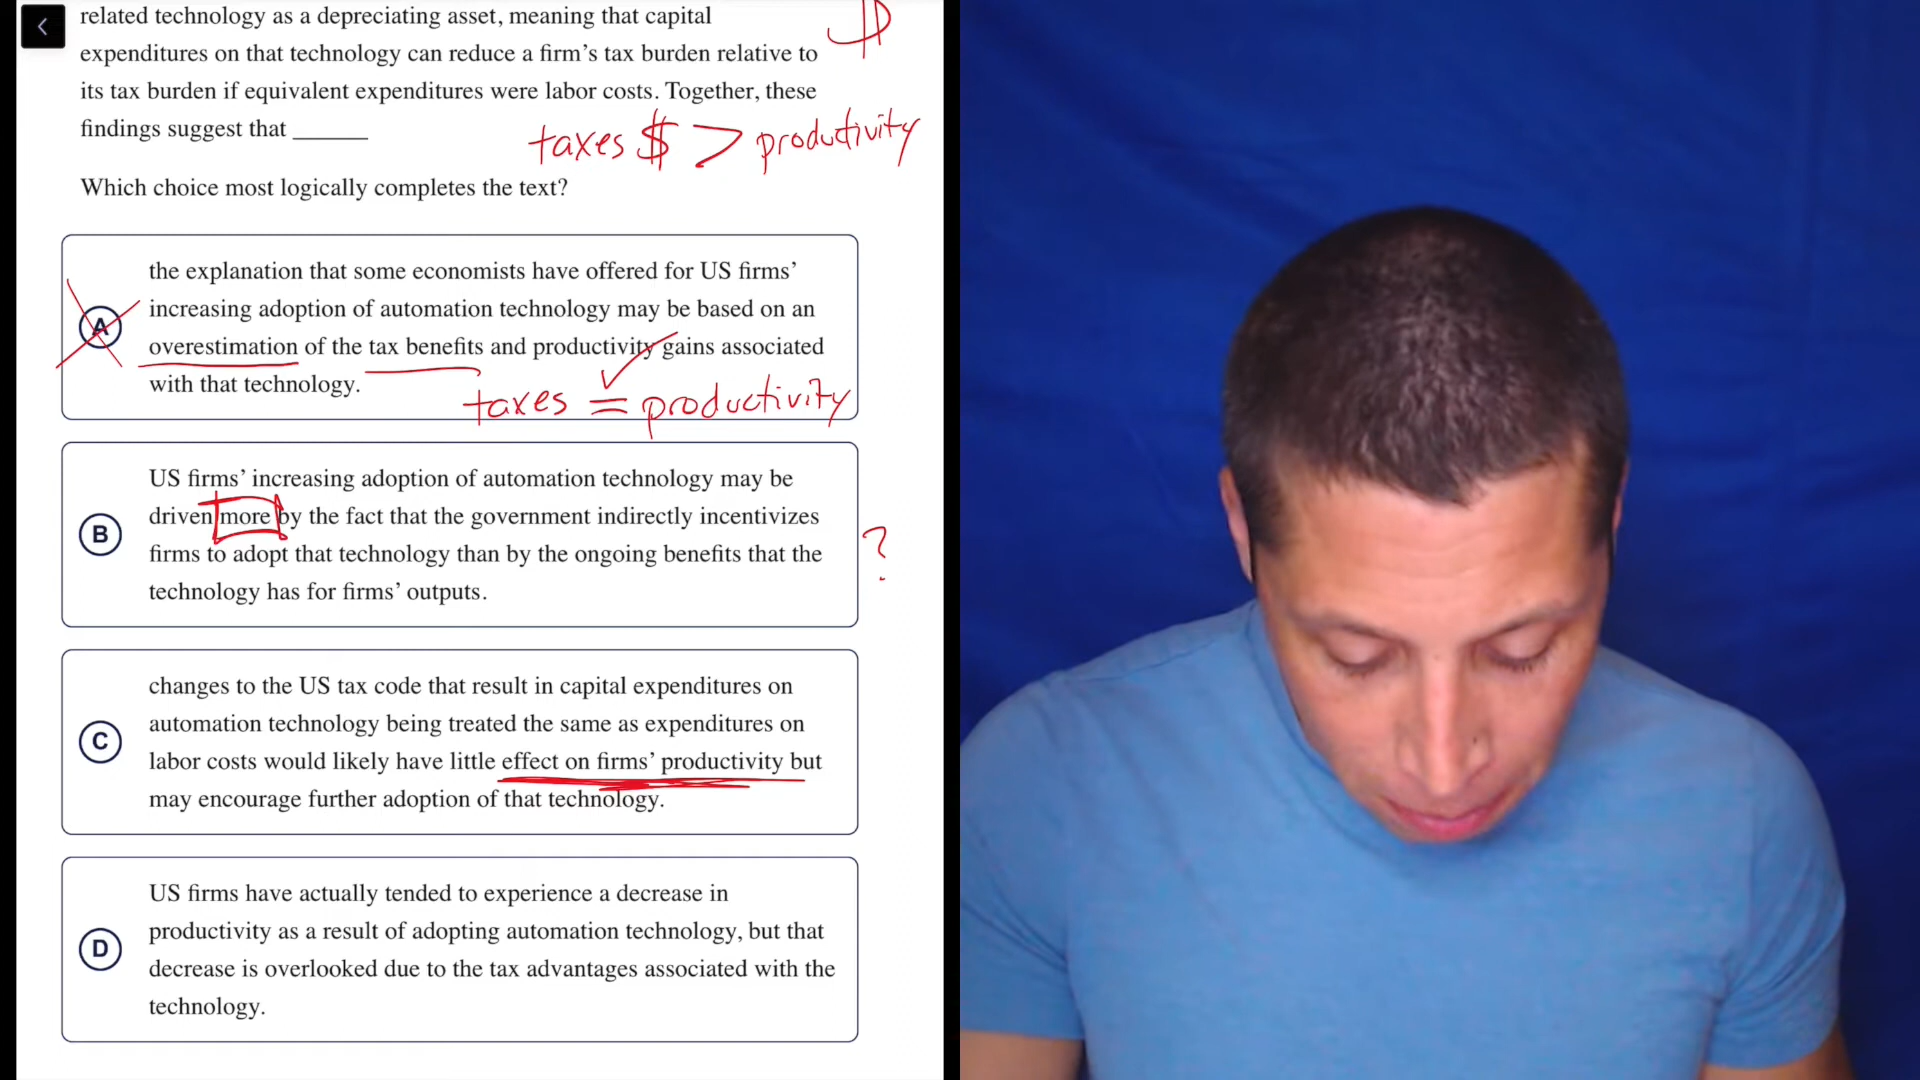 related technology as a depreciating asset, meaning that capital
expenditures on that technology can reduce a firm’s tax burden relative to
its tax burden if equivalent expenditures were labor costs. Together, these
findings suggest that ______
taxes $ > productivity
Which choice most logically completes the text?
A
the explanation that some economists have offered for US firms’
increasing adoption of automation technology may be based on an
overestimation of the tax benefits and productivity gains associated
with that technology.
taxes = productivity
B
US firms’ increasing adoption of automation technology may be
driven more by the fact that the government indirectly incentivizes
firms to adopt that technology than by the ongoing benefits that the
technology has for firms’ outputs.
?
C
changes to the US tax code that result in capital expenditures on
automation technology being treated the same as expenditures on
labor costs would likely have little effect on firms’ productivity but
may encourage further adoption of that technology.
D
US firms have actually tended to experience a decrease in
productivity as a result of adopting automation technology, but that
decrease is overlooked due to the tax advantages associated with the
technology.